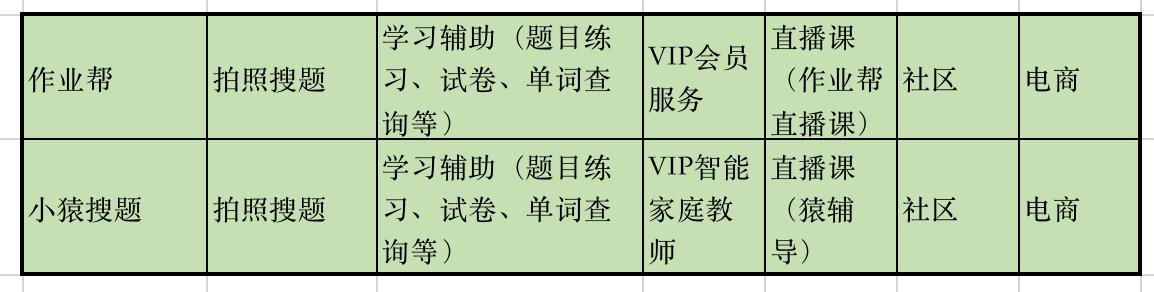 作业帮
拍照搜题
学习辅助（题目练
习、试卷、单词查
询等）
VIP会员
服务
直播课
（作业帮
直播课）
社区
电商
小猿搜题
拍照搜题
学习辅助（题目练
习、试卷、单词查
询等）
VIP智能
家庭教
师
直播课
（猿辅
导）
社区
电商